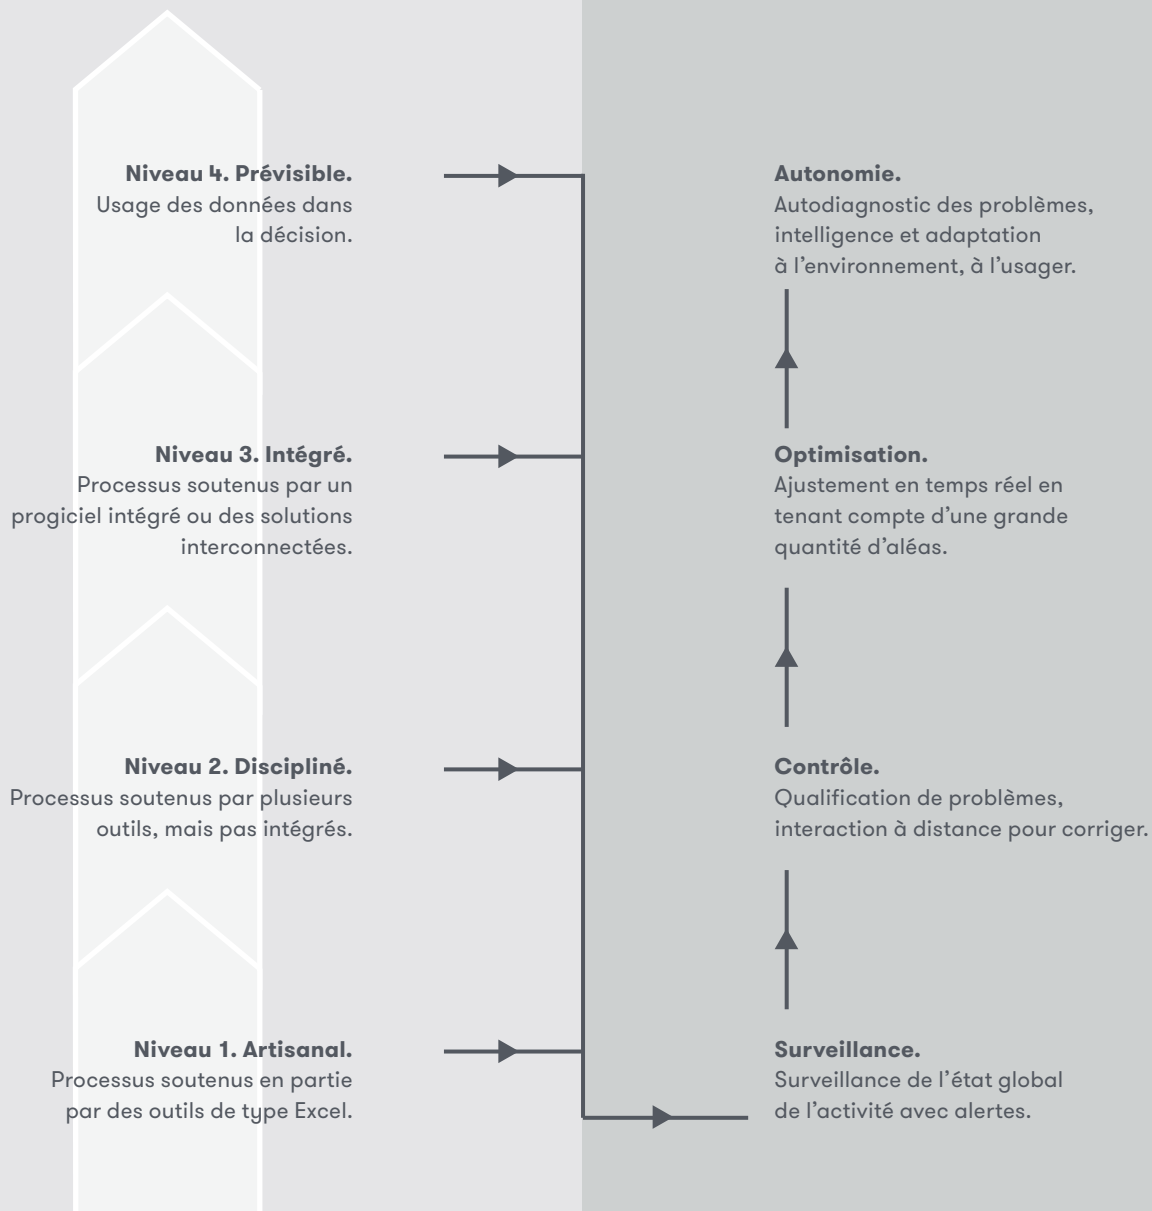 Niveau 4. Prévisible.
Usage des données dans
la décision.
Niveau 3. Intégré.
Processus soutenus par un
progiciel intégré ou des solutions
interconnectées.
Niveau 2. Discipliné.
Processus soutenus par plusieurs
outils, mais pas intégrés.
Niveau 1. Artisanal.
Processus soutenus en partie
par des outils de type Excel.
Autonomie.
Autodiagnostic des problèmes,
intelligence et adaptation
à l’environnement, à l’usager.
Optimisation.
Ajustement en temps réel en
tenant compte d’une grande
quantité d’aléas.
Contrôle.
Qualification de problèmes,
interaction à distance pour corriger.
Surveillance.
Surveillance de l’état global
de l’activité avec alertes.